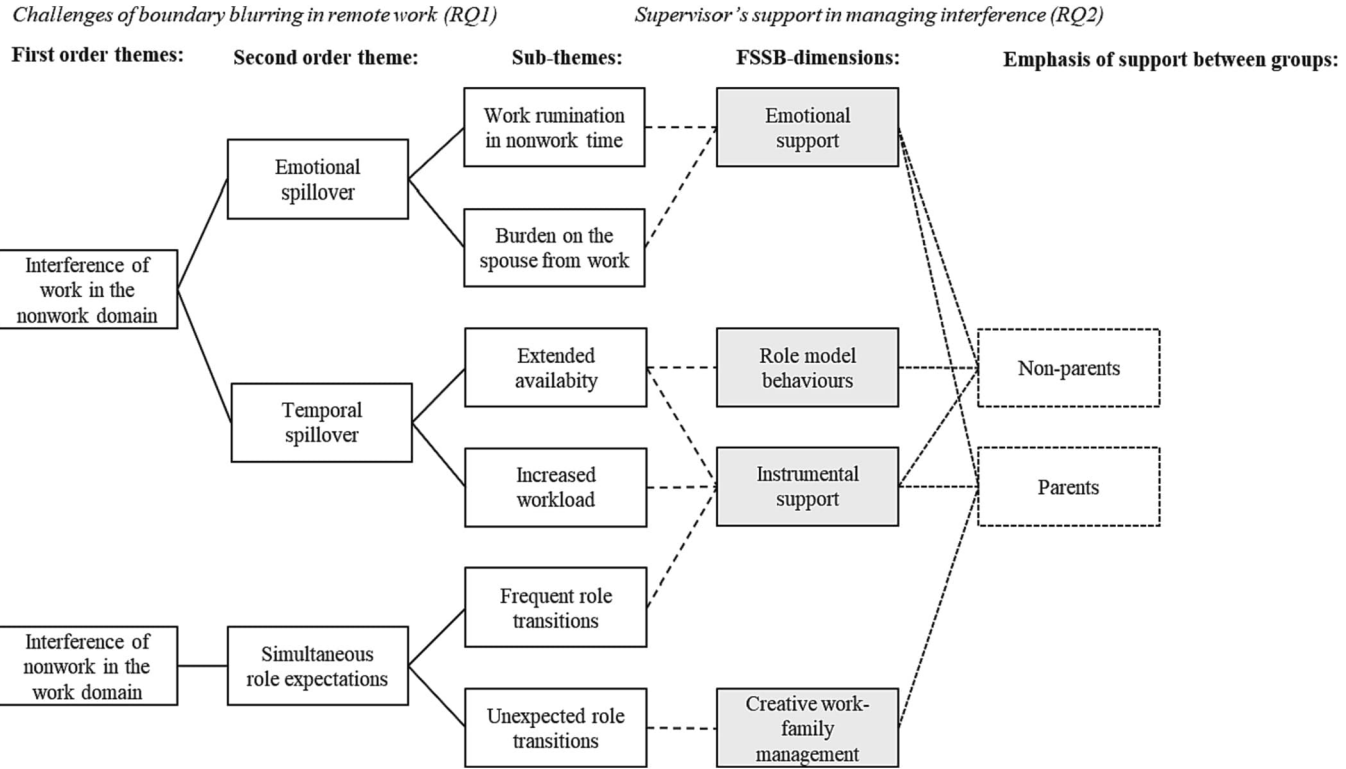 Challenges of boundary blurring in remote work (RQ1)
Supervisor's support in managing interference (RQ2)
First order themes:
Second order theme:
Sub-themes:
FSSB-dimensions:
Emphasis of support between groups:
Interference of
work in the
nonwork domain
Interference of
nonwork in the
work domain
Emotional
spillover
Temporal
spillover
Simultaneous
role expectations
Work rumination
in nonwork time
Burden on the
spouse from work
Extended
availabity
Increased
workload
Frequent role
transitions
Unexpected role
transitions
Emotional
support
Role model
behaviours
Instrumental
support
Creative work-
family
management
Non-parents
Parents